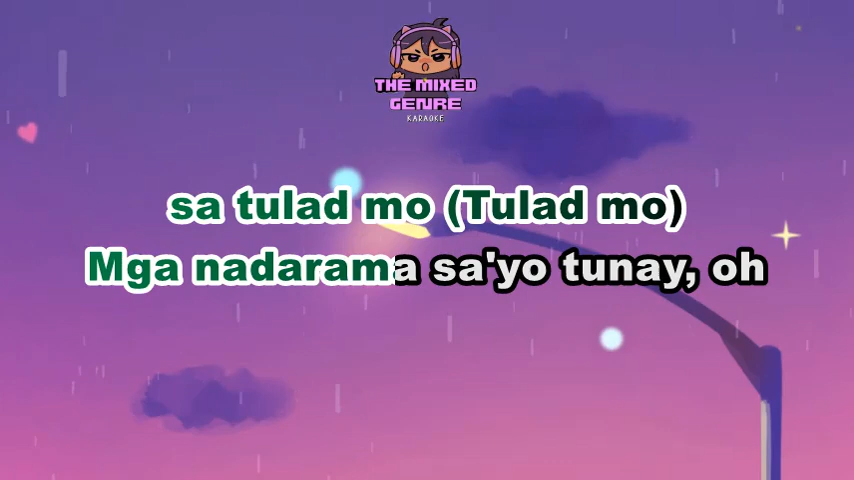 THE MIXED
GENRE
KARAOKE
sa tulad mo (Tulad mo)
Mga nadarama sa'yo tunay, oh